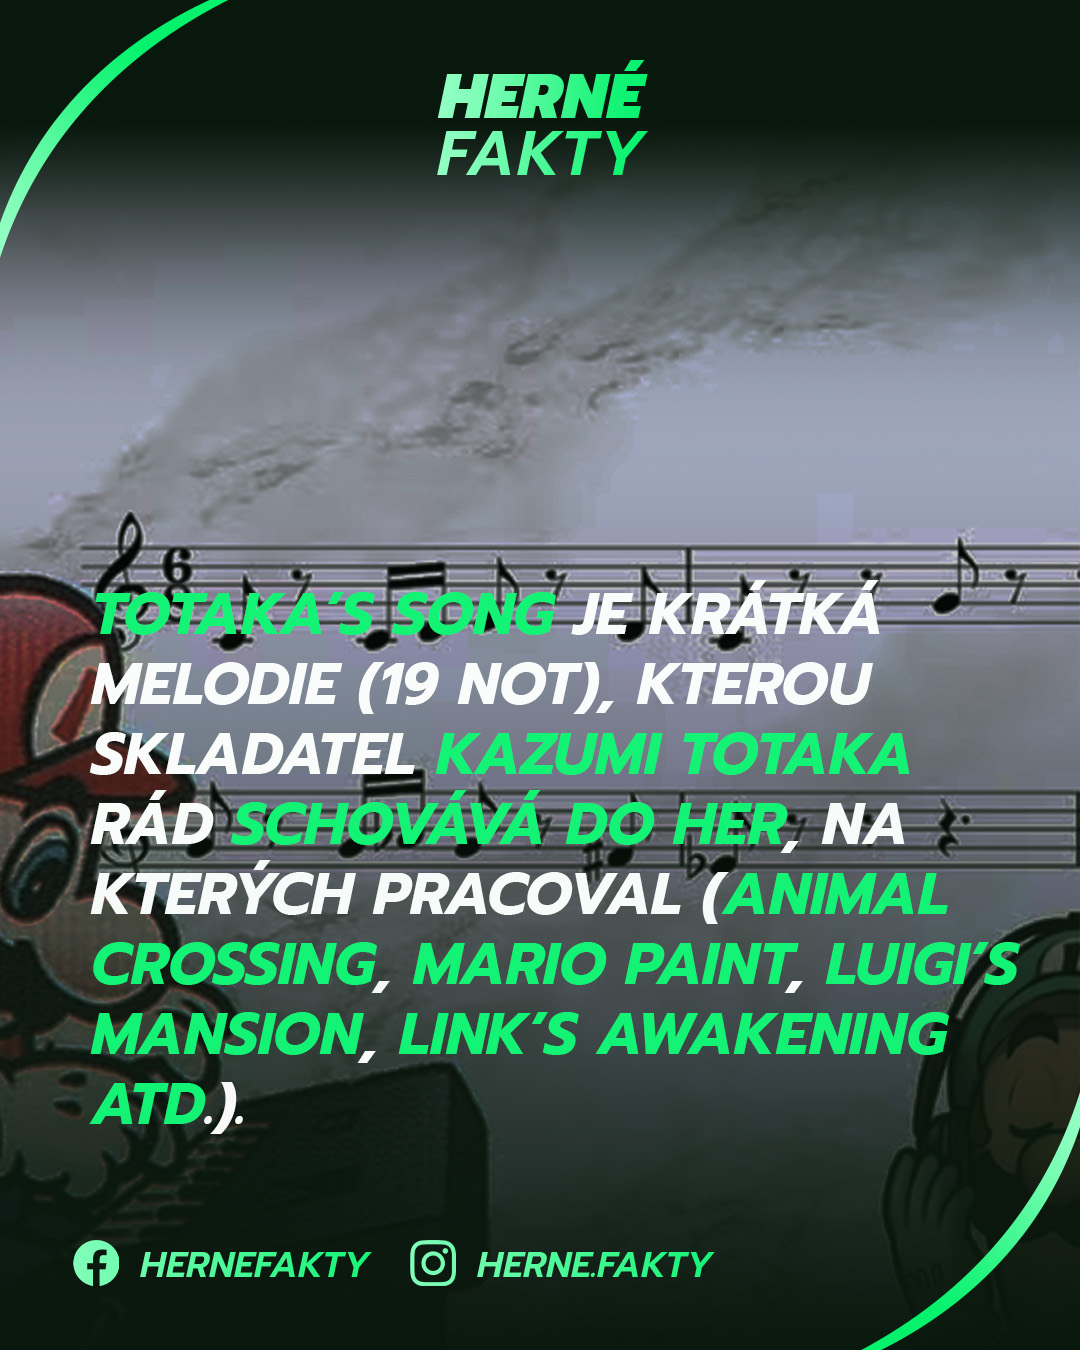 HERNÉ
FAKTY
6
TOTAKA'S SONG JE KRÁTKÁ
MELODIE (19 NOT), KTEROU
SKLADATEL KAZUMI TOTAKA
RÁD SCHOVÁVÁ DO HER, NA
KTERÝCH PRACOVAL (ANIMAL
CROSSING, MARIO PAINT, LUIGI'S
MANSION, LINK'S AWAKENING
ATD.).
HERNEFAKTY HERNE.FAKTY